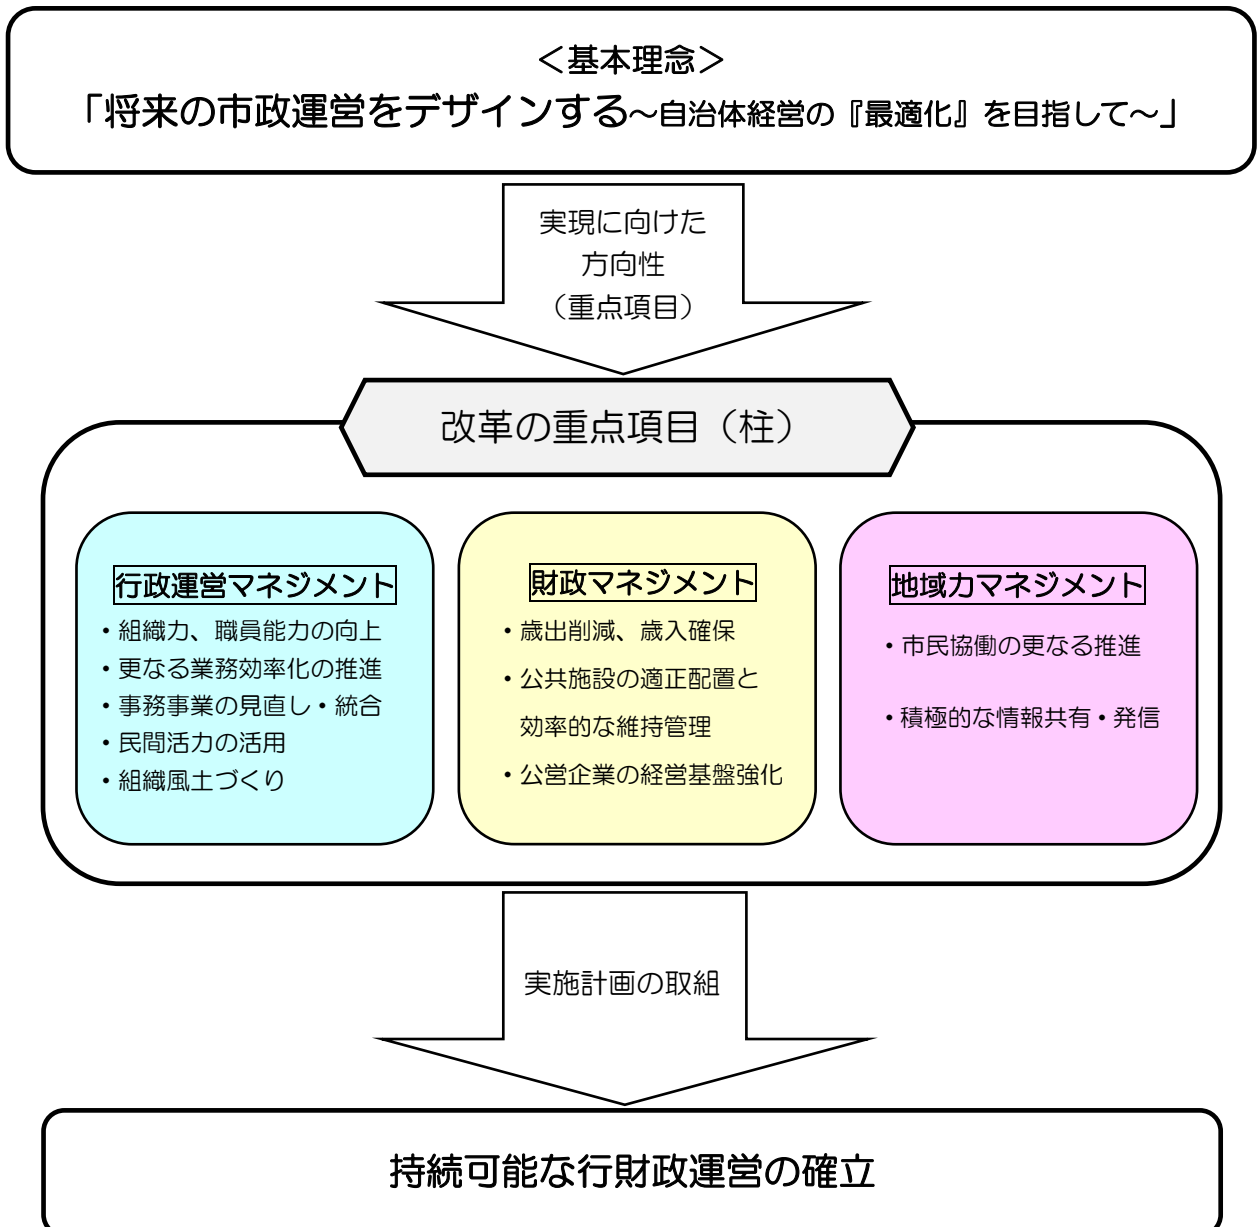 ＜基本理念＞
「将来の市政運営をデザインする～自治体経営の『最適化』を目指して～」
実現に向けた
方向性
（重点項目）
改革の重点項目（柱）
行政運営マネジメント
・組織力、職員能力の向上
・更なる業務効率化の推進
・事務事業の見直し・統合
・民間活力の活用
・組織風土づくり
財政マネジメント
・歳出削減、歳入確保
・公共施設の適正配置と
効率的な維持管理
・公営企業の経営基盤強化
地域力マネジメント
・市民協働の更なる推進
・積極的な情報共有・発信
実施計画の取組
持続可能な行財政運営の確立